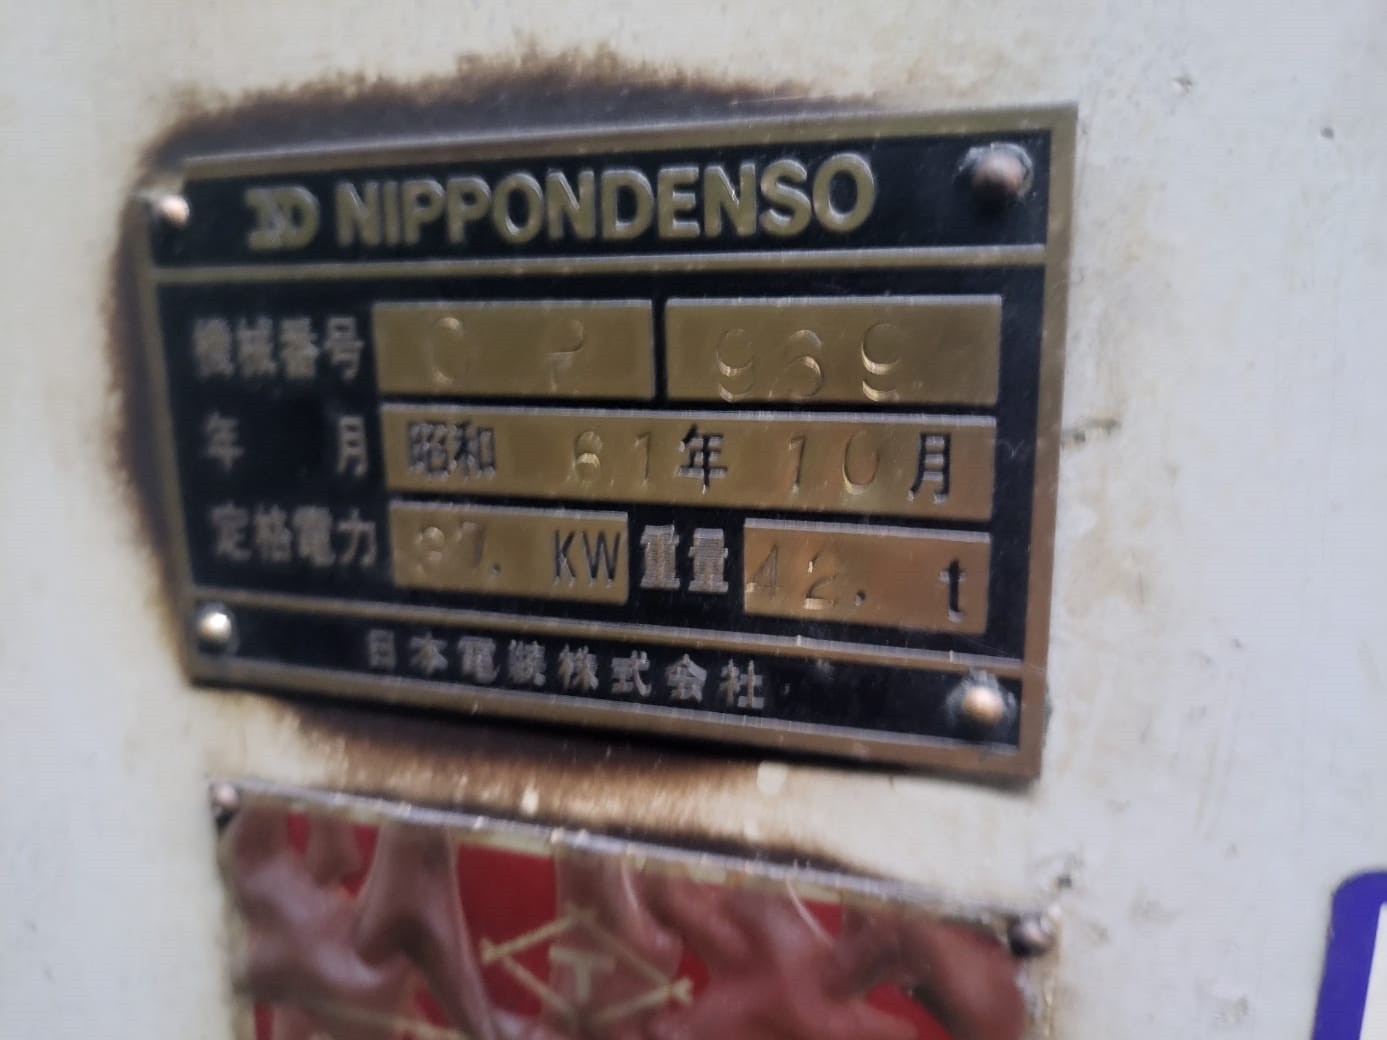 ND NIPPONDENSO
機械番号
年月 昭和 61年 10月
定格電力 37. KW 重量 42. t
日本電装株式会社
T